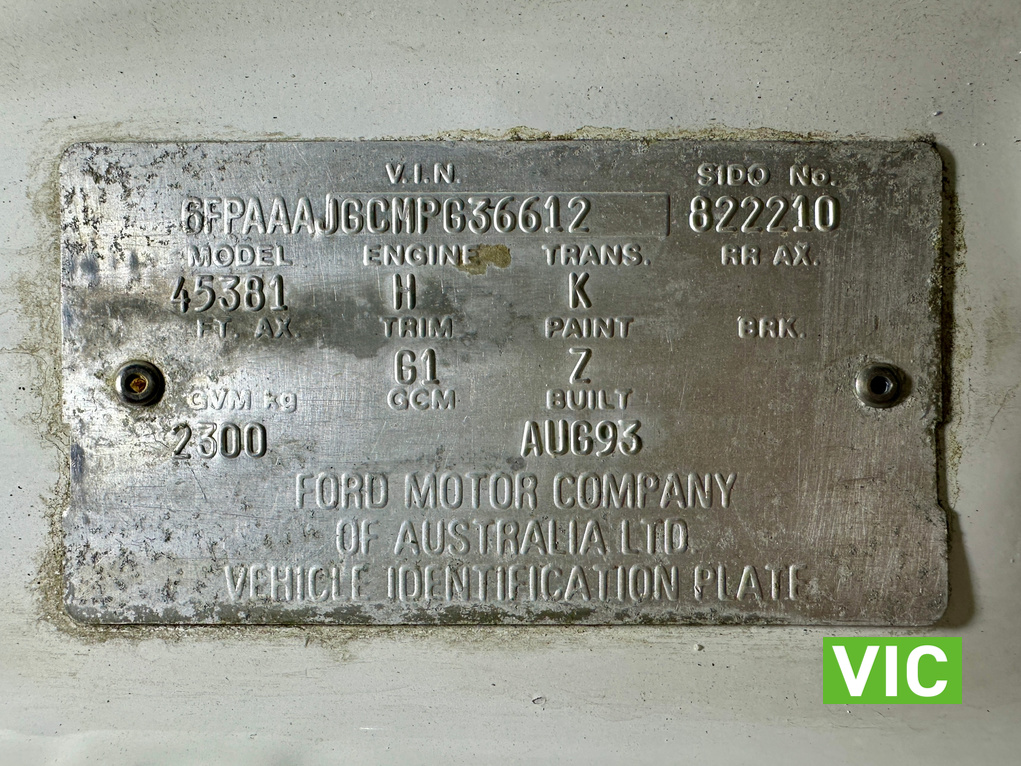 V.I.N. SIDO No.
6FPAAAJGCMPG36612 822210
MODEL ENGINE TRANS. RR AX.
45381 H K
FT. AX. TRIM PAINT BRK.
G1 Z
GVM kg GCM BUILT
2300 AUG93
FORD MOTOR COMPANY
OF AUSTRALIA LTD.
VEHICLE IDENTIFICATION PLATE
VIC